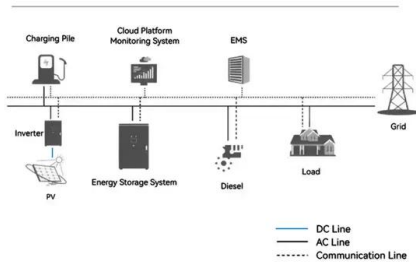 Charging Pile
Cloud Platform
Monitoring System
EMS
Grid
Inverter
PV
Energy Storage System
Diesel
Load
DC Line
AC Line
Communication Line